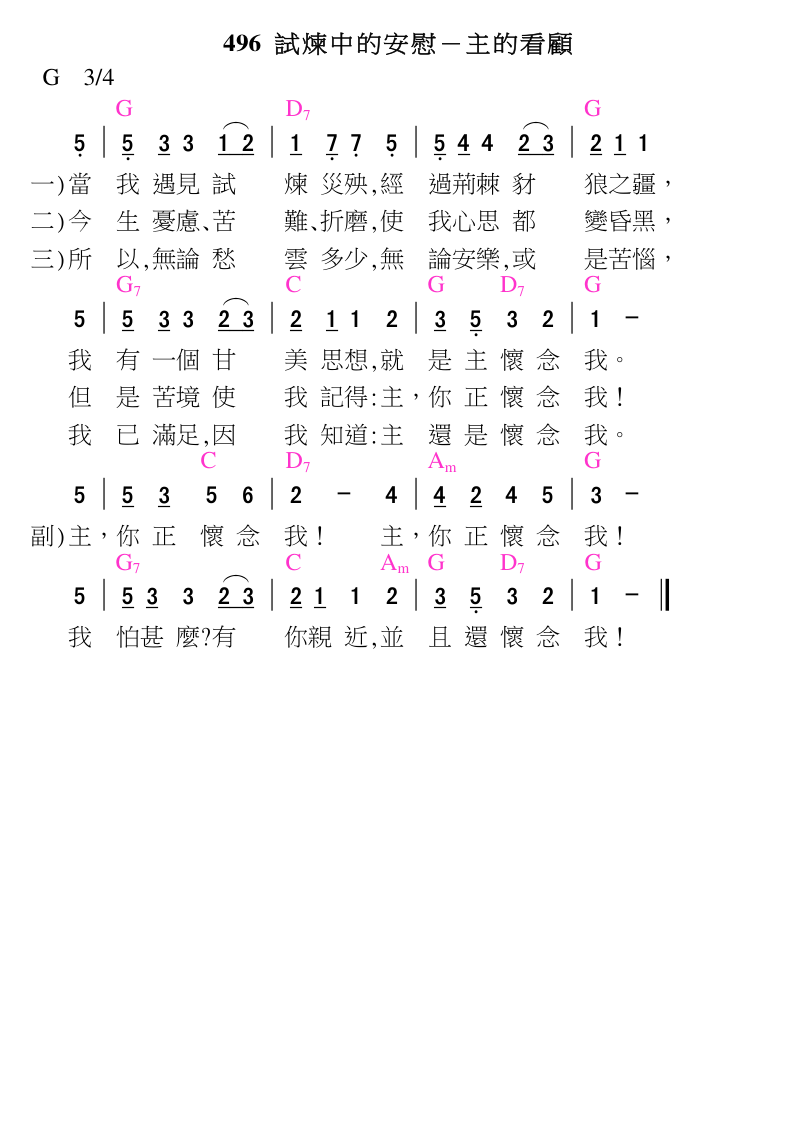 496 試煉中的安慰－主的看顧
G 3/4
G D7 G
5 | 5 3 3 1 2 | 1 7 7 5 | 5 4 4 2 3 | 2 1 1
一)當 我 遇見 試 煉 災殃,經 過荊棘 豺 狼之疆，
二)今 生 憂慮、苦 難、折磨,使 我心思 都 變昏黑，
三)所 以,無論 愁 雲 多少,無 論安樂,或 是苦惱，
G7 C G D7 G
5 | 5 3 3 2 3 | 2 1 1 2 | 3 5 3 2 | 1 －
我 有 一個 甘 美 思想,就 是 主 懷 念 我。
但 是 苦境 使 我 記得:主，你 正 懷 念 我！
我 已 滿足,因 我 知道:主 還 是 懷 念 我。
C D7 Am G
5 | 5 3 5 6 | 2 － 4 | 4 2 4 5 | 3 －
副)主，你 正 懷 念 我！ 主，你 正 懷 念 我！
G7 C Am G D7 G
5 | 5 3 3 2 3 | 2 1 1 2 | 3 5 3 2 | 1 － ||
我 怕甚 麼?有 你親 近,並 且 還 懷 念 我！